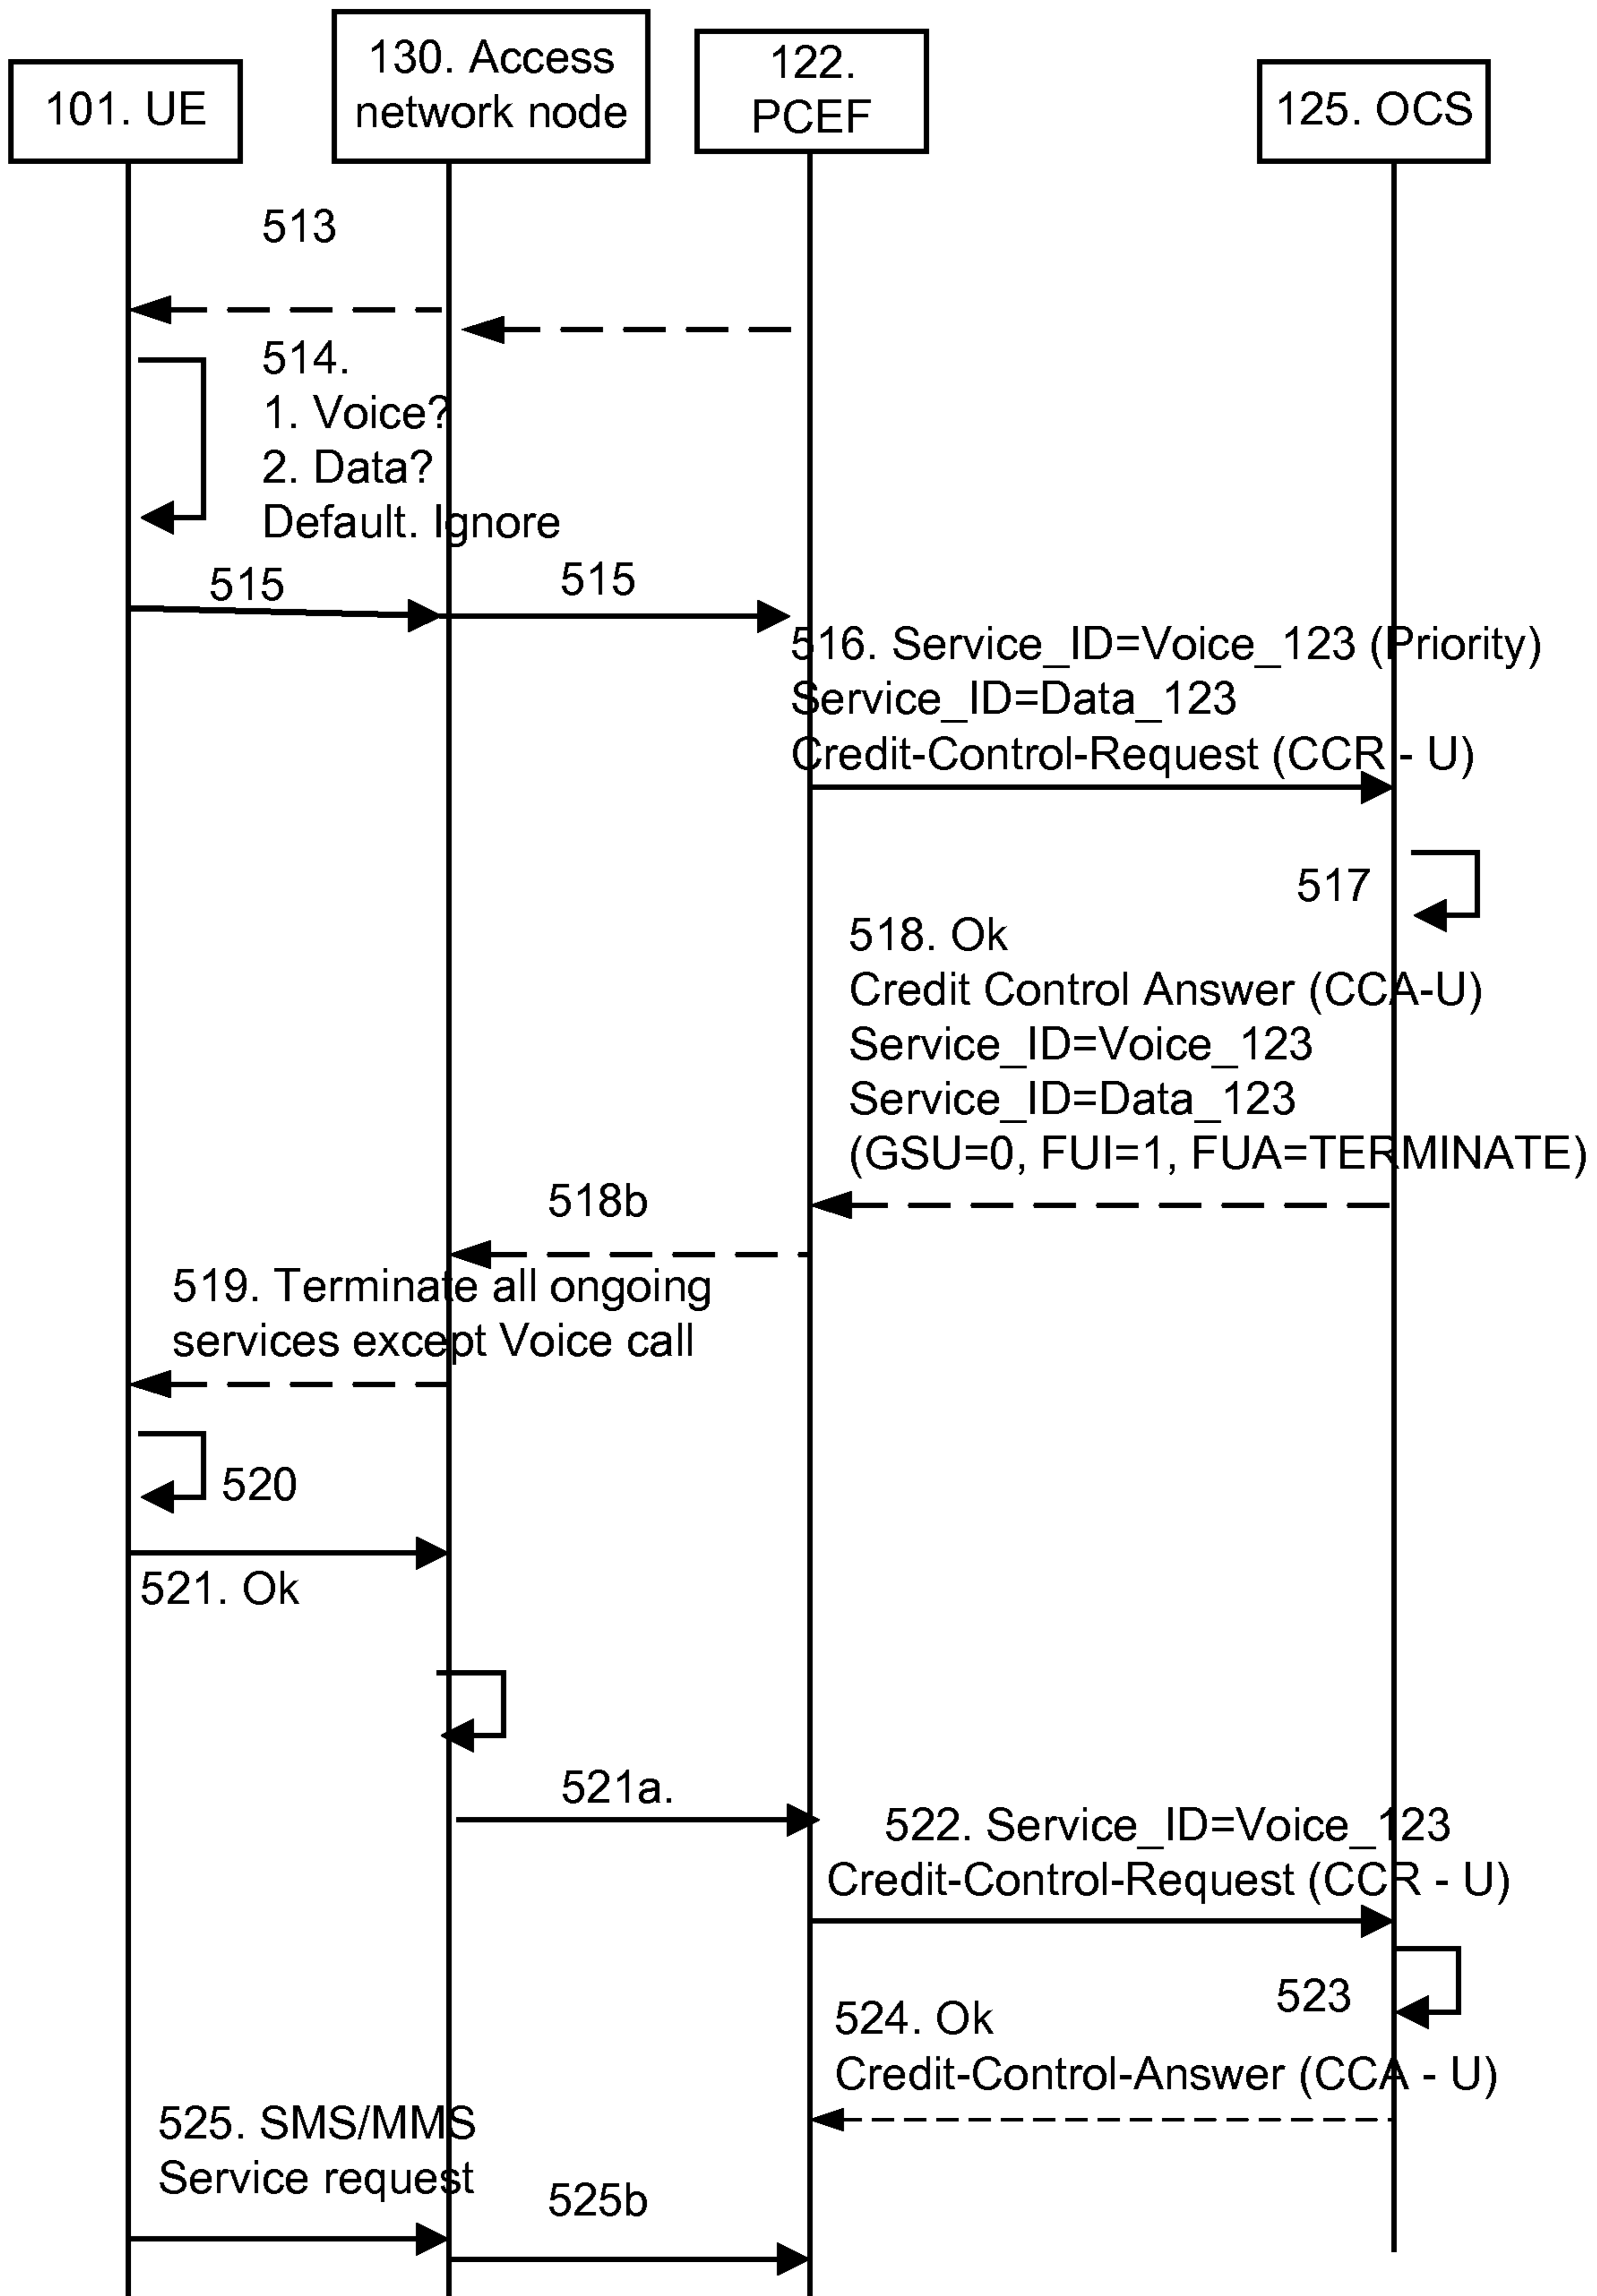 101. UE
130. Access
network node
122.
PCEF
125. OCS
513
514.
1. Voice?
2. Data?
Default. Ignore
515
515
516. Service_ID=Voice_123 (Priority)
Service_ID=Data_123
Credit-Control-Request (CCR - U)
517
518. Ok
Credit Control Answer (CCA-U)
Service_ID=Voice_123
Service_ID=Data_123
(GSU=0, FUI=1, FUA=TERMINATE)
518b
519. Terminate all ongoing
services except Voice call
520
521. Ok
521a.
522. Service_ID=Voice_123
Credit-Control-Request (CCR - U)
523
524. Ok
Credit-Control-Answer (CCA - U)
525. SMS/MMS
Service request
525b